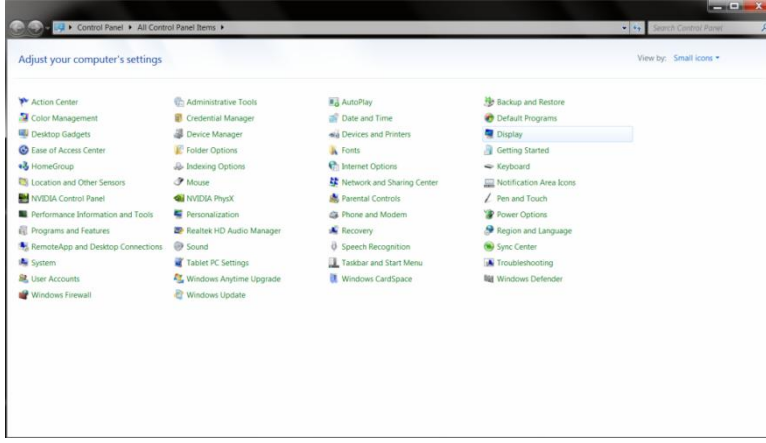 Control Panel ▸ All Control Panel Items ▸ Search Control Panel
Adjust your computer's settings View by: Small icons
Action Center Administrative Tools AutoPlay Backup and Restore
Color Management Credential Manager Date and Time Default Programs
Desktop Gadgets Device Manager Devices and Printers Display
Ease of Access Center Folder Options Fonts Getting Started
HomeGroup Indexing Options Internet Options Keyboard
Location and Other Sensors Mouse Network and Sharing Center Notification Area Icons
NVIDIA Control Panel NVIDIA PhysX Parental Controls Pen and Touch
Performance Information and Tools Personalization Phone and Modem Power Options
Programs and Features Realtek HD Audio Manager Recovery Region and Language
RemoteApp and Desktop Connections Sound Speech Recognition Sync Center
System Tablet PC Settings Taskbar and Start Menu Troubleshooting
User Accounts Windows Anytime Upgrade Windows CardSpace Windows Defender
Windows Firewall Windows Update